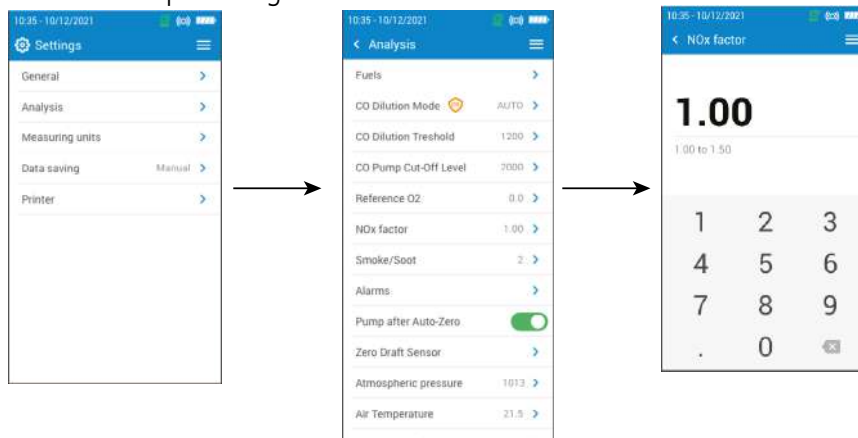 10:35 - 10/12/2021
Settings
General
Analysis
Measuring units
Data saving Manual
Printer
10:35 - 10/12/2021
Analysis
Fuels
CO Dilution Mode AUTO
CO Dilution Treshold 1200
CO Pump Cut-Off Level 2000
Reference O2 0.0
NOx factor 1.00
Smoke/Soot 2
Alarms
Pump after Auto-Zero
Zero Draft Sensor
Atmospheric pressure 1013
Air Temperature 21.5
10:35 - 10/12/2021
NOx factor
1.00
1.00 to 1.50
1 2 3
4 5 6
7 8 9
. 0